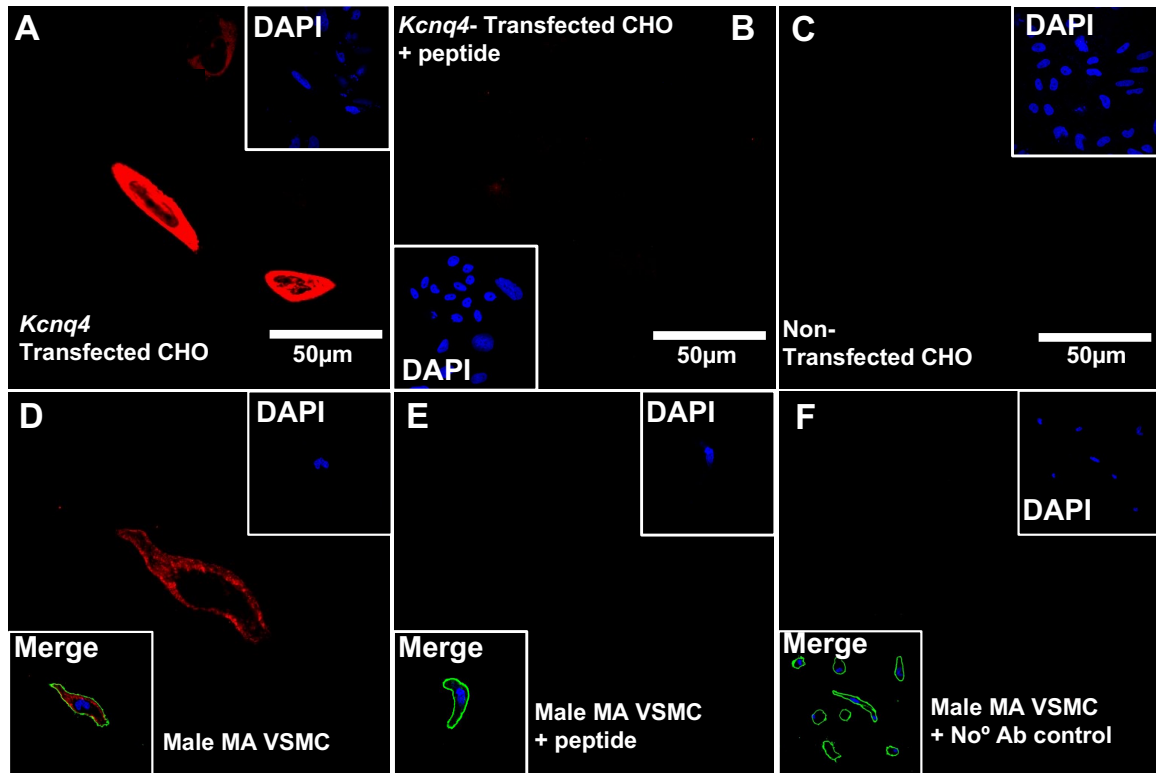 A
DAPI
Kcnq4
Transfected CHO
50µm
Kcnq4- Transfected CHO
+ peptide
B
DAPI
50µm
C
DAPI
Non-
Transfected CHO
50µm
D
DAPI
Merge
Male MA VSMC
E
DAPI
Merge
Male MA VSMC
+ peptide
F
DAPI
Merge
Male MA VSMC
+ Noº Ab control